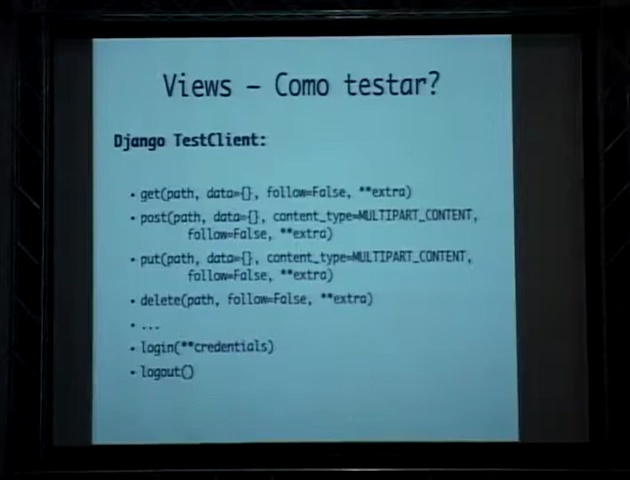 Views – Como testar?
Django TestClient:
• get(path, data={}, follow=False, **extra)
• post(path, data={}, content_type=MULTIPART_CONTENT,
follow=False, **extra)
• put(path, data={}, content_type=MULTIPART_CONTENT,
follow=False, **extra)
• delete(path, follow=False, **extra)
• ...
• login(**credentials)
• logout()